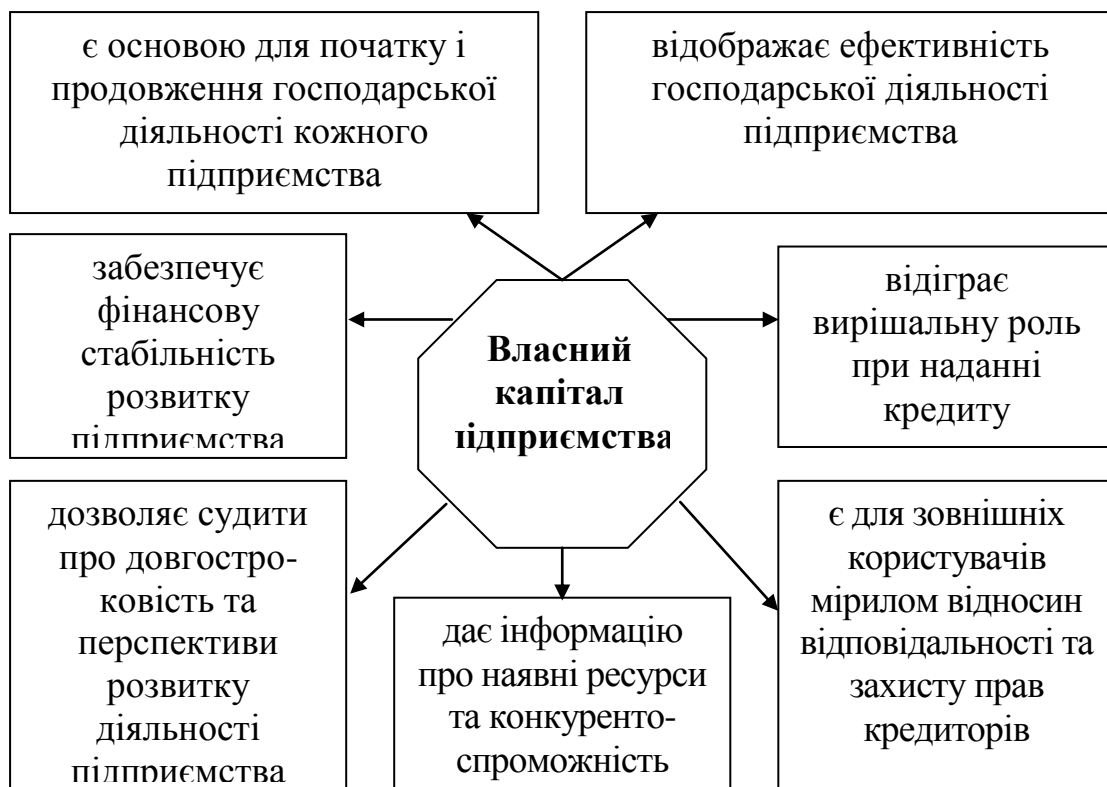 є основою для початку і
продовження господарської
діяльності кожного
підприємства
відображає ефективність
господарської діяльності
підприємства
забезпечує
фінансову
стабільність
розвитку
підприємства
Власний
капітал
підприємства
відіграє
вирішальну роль
при наданні
кредиту
дозволяє судити
про довгостро-
ковість та
перспективи
розвитку
діяльності
підприємства
дає інформацію
про наявні ресурси
та конкуренто-
спроможність
є для зовнішніх
користувачів
мірилом відносин
відповідальності та
захисту прав
кредиторів